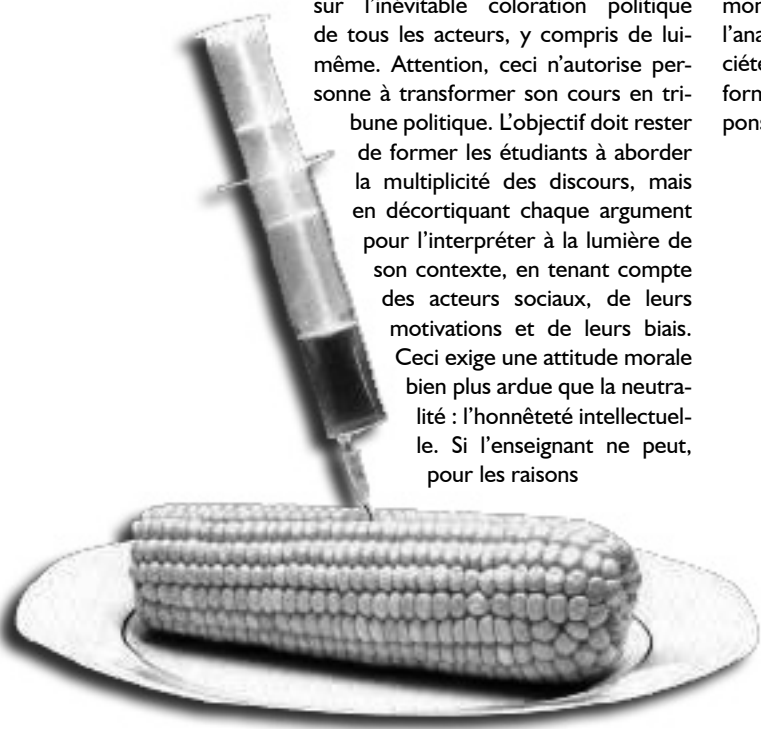 sur l'inévitable coloration politique
de tous les acteurs, y compris de lui-
même. Attention, ceci n'autorise per-
sonne à transformer son cours en tri-
bune politique. L'objectif doit rester
de former les étudiants à aborder
la multiplicité des discours, mais
en décortiquant chaque argument
pour l'interpréter à la lumière de
son contexte, en tenant compte
des acteurs sociaux, de leurs
motivations et de leurs biais.
Ceci exige une attitude morale
bien plus ardue que la neutra-
lité : l'honnêteté intellectuel-
le. Si l'enseignant ne peut,
pour les raisons
mor
l'ana
ciété
forn
pons